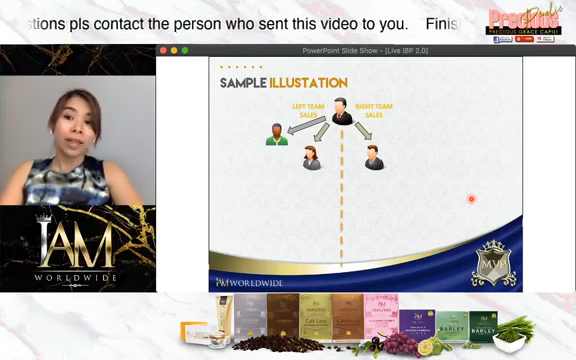 stions pls contact the person who sent this video to you. Finis
Precious
PRECIOUS GRACE CAPILI
PowerPoint Slide Show - [Live IBP 2.0]
SAMPLE ILLUSTATION
LEFT TEAM
SALES
RIGHT TEAM
SALES
IAM
WORLDWIDE
IAM WORLDWIDE
MVP
AMAZING
BARLEY
BARLEY